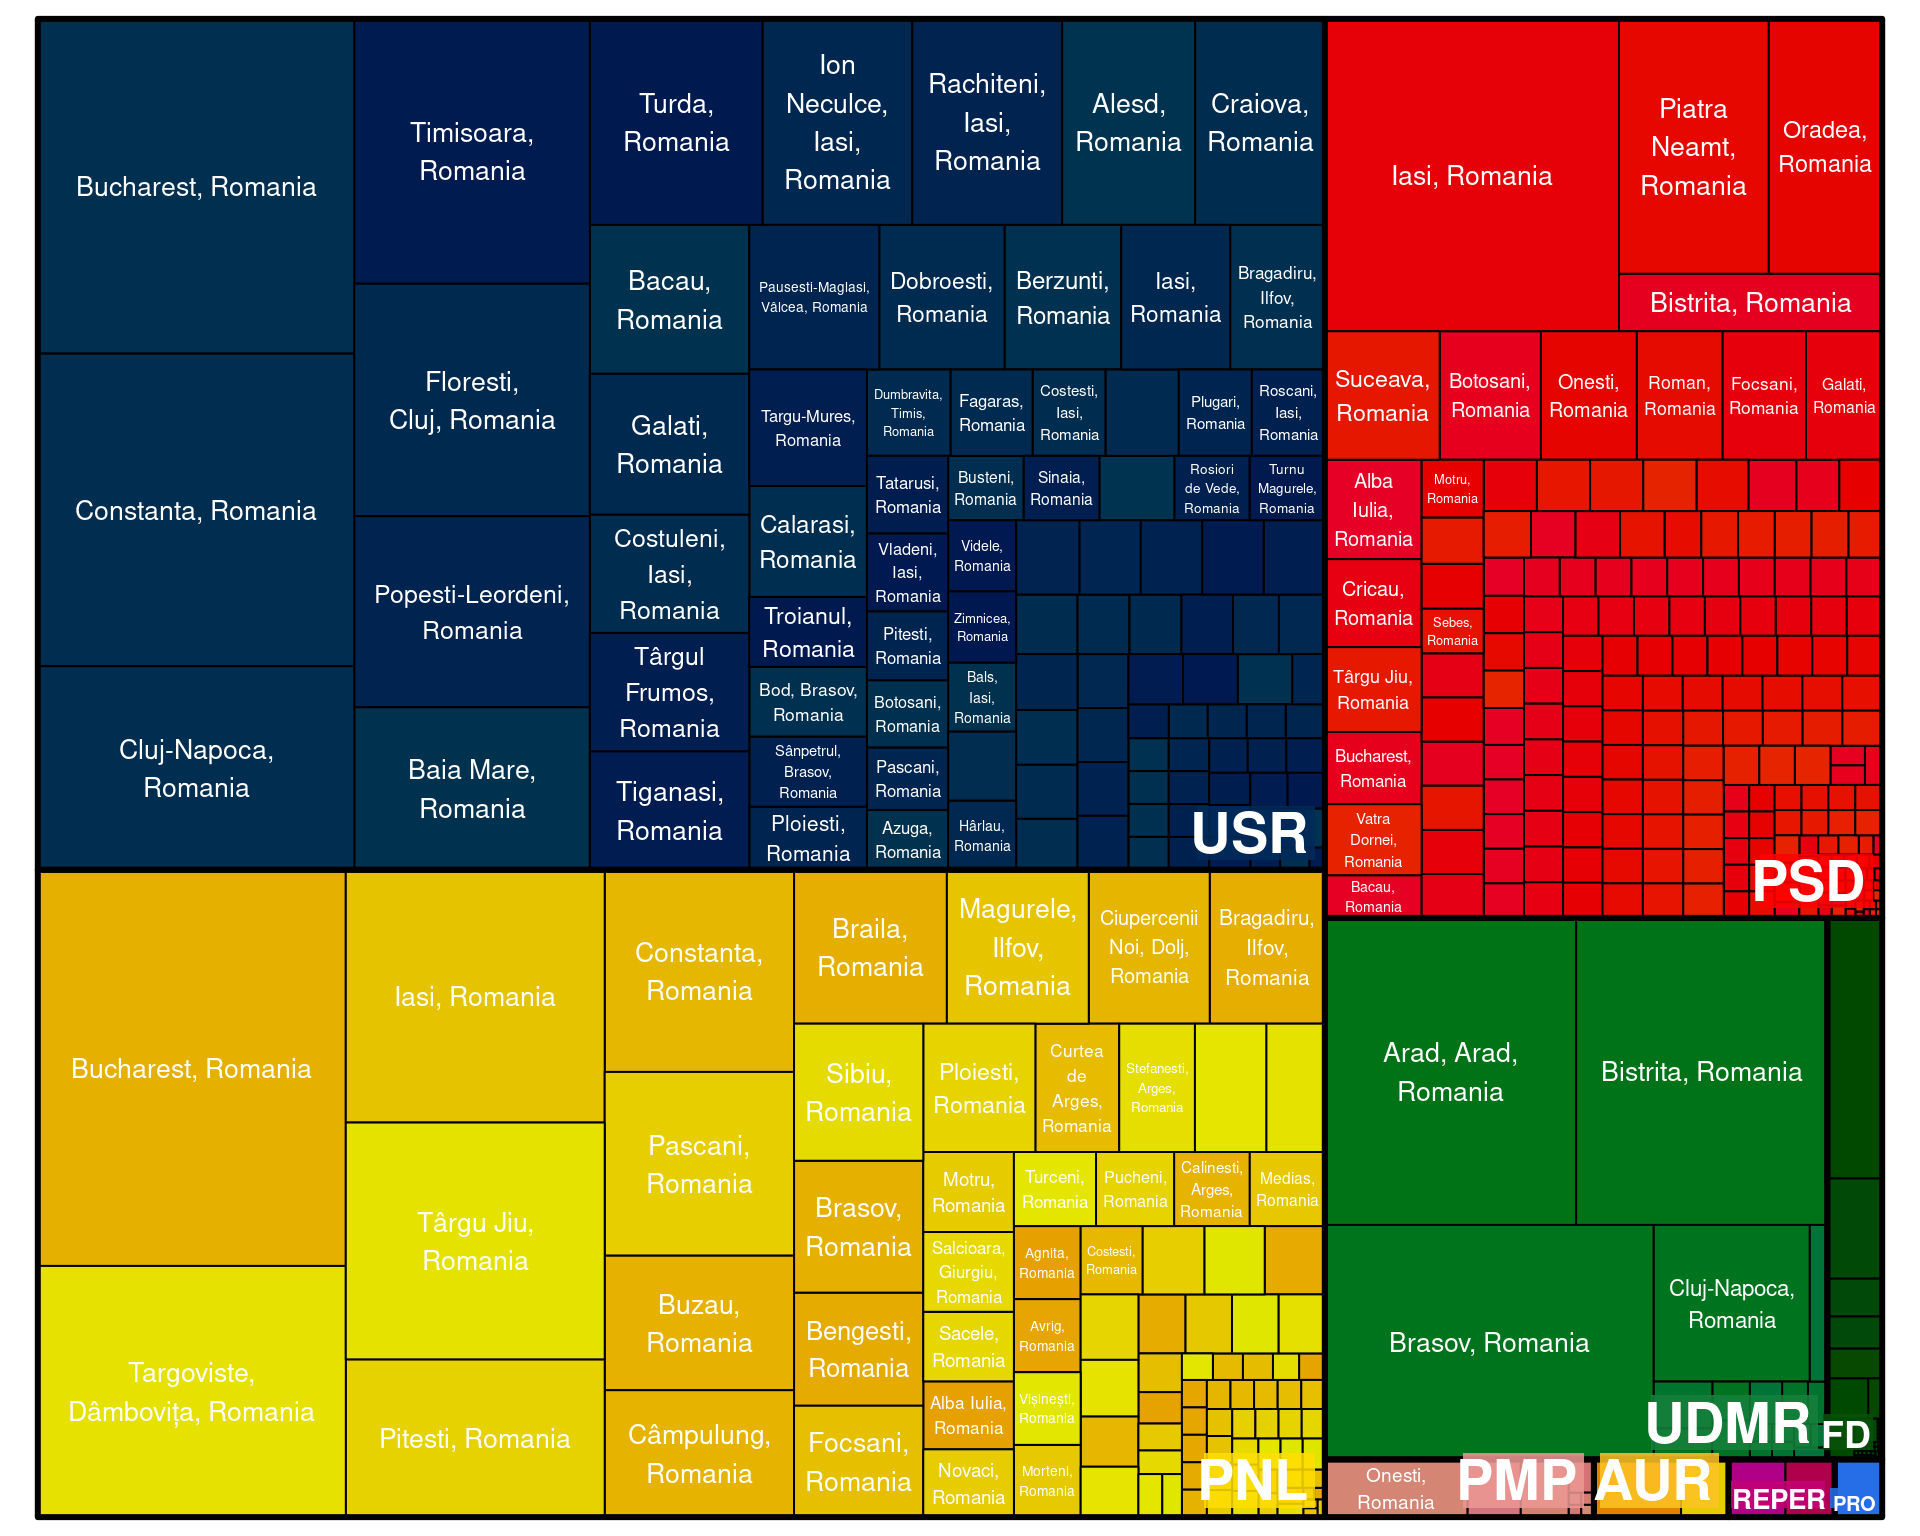 Bucharest, Romania
Constanta, Romania
Cluj-Napoca,
Romania
Timisoara,
Romania
Floresti,
Cluj, Romania
Popesti-Leordeni,
Romania
Baia Mare,
Romania
Turda,
Romania
Ion
Neculce,
Iasi,
Romania
Rachiteni,
Iasi,
Romania
Alesd,
Romania
Craiova,
Romania
Bacau,
Romania
Galati,
Romania
Costuleni,
Iasi,
Romania
Târgul
Frumos,
Romania
Tiganasi,
Romania
Pausesti-Maglasi,
Vâlcea, Romania
Dobroesti,
Romania
Berzunti,
Romania
Iasi,
Romania
Bragadiru,
Ilfov,
Romania
Targu-Mures,
Romania
Calarasi,
Romania
Troianul,
Romania
Bod, Brasov,
Romania
Sânpetrul,
Brasov,
Romania
Ploiesti,
Romania
Dumbravita,
Timis,
Romania
Fagaras,
Romania
Costesti,
Iasi,
Romania
Plugari,
Romania
Roscani,
Iasi,
Romania
Tatarusi,
Romania
Vladeni,
Iasi,
Romania
Pitesti,
Romania
Botosani,
Romania
Pascani,
Romania
Azuga,
Romania
Busteni,
Romania
Sinaia,
Romania
Rosiori
de Vede,
Romania
Turnu
Magurele,
Romania
Videle,
Romania
Zimnicea,
Romania
Bals,
Iasi,
Romania
Hârlau,
Romania
USR
Iasi, Romania
Piatra
Neamt,
Romania
Oradea,
Romania
Bistrita, Romania
Suceava,
Romania
Botosani,
Romania
Onesti,
Romania
Roman,
Romania
Focsani,
Romania
Galati,
Romania
Alba
Iulia,
Romania
Cricau,
Romania
Târgu Jiu,
Romania
Bucharest,
Romania
Vatra
Dornei,
Romania
Bacau,
Romania
Motru,
Romania
Sebes,
Romania
PSD
Bucharest, Romania
Targoviste,
Dâmbovița, Romania
Iasi, Romania
Târgu Jiu,
Romania
Pitesti, Romania
Constanta,
Romania
Pascani,
Romania
Buzau,
Romania
Câmpulung,
Romania
Braila,
Romania
Magurele,
Ilfov,
Romania
Ciupercenii
Noi, Dolj,
Romania
Bragadiru,
Ilfov,
Romania
Sibiu,
Romania
Brasov,
Romania
Bengesti,
Romania
Focsani,
Romania
Ploiesti,
Romania
Curtea
de
Arges,
Romania
Stefanesti,
Arges,
Romania
Motru,
Romania
Salcioara,
Giurgiu,
Romania
Sacele,
Romania
Alba Iulia,
Romania
Novaci,
Romania
Turceni,
Romania
Pucheni,
Romania
Calinesti,
Arges,
Romania
Medias,
Romania
Agnita,
Romania
Costesti,
Romania
Avrig,
Romania
Vișinești,
Romania
Morteni,
Romania
PNL
Arad, Arad,
Romania
Bistrita, Romania
Brasov, Romania
Cluj-Napoca,
Romania
UDMR
FD
Onesti,
Romania
PMP
AUR
REPER
PRO